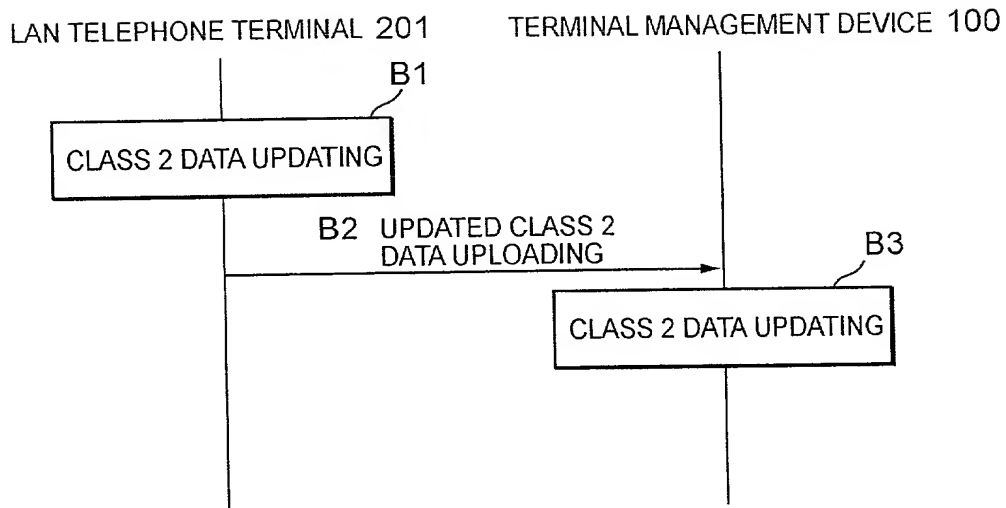 LAN TELEPHONE TERMINAL 201
TERMINAL MANAGEMENT DEVICE 100
B1
CLASS 2 DATA UPDATING
B2 UPDATED CLASS 2
DATA UPLOADING
B3
CLASS 2 DATA UPDATING